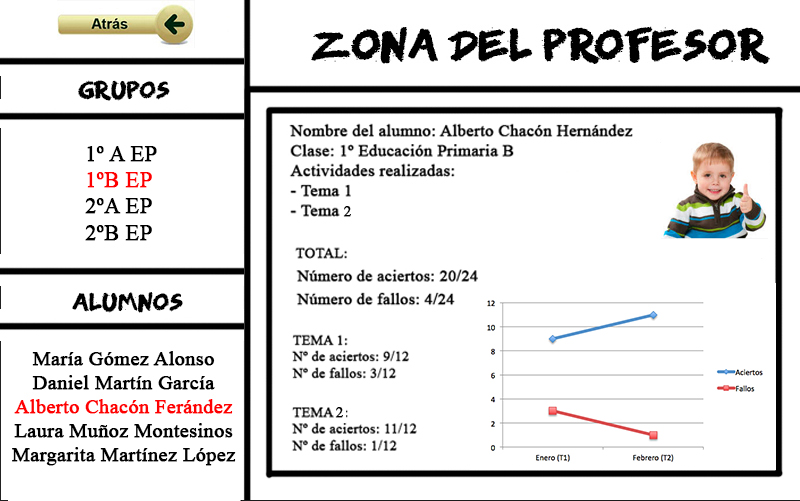 Atrás
ZONA DEL PROFESOR
GRUPOS
1º A EP
1ºB EP
2ºA EP
2ºB EP
ALUMNOS
María Gómez Alonso
Daniel Martín García
Alberto Chacón Ferández
Laura Muñoz Montesinos
Margarita Martínez López
Nombre del alumno: Alberto Chacón Hernández
Clase: 1º Educación Primaria B
Actividades realizadas:
- Tema 1
- Tema 2
TOTAL:
Número de aciertos: 20/24
Número de fallos: 4/24
TEMA 1:
Nº de aciertos: 9/12
Nº de fallos: 3/12
TEMA 2:
Nº de aciertos: 11/12
Nº de fallos: 1/12
12
10
8
6
4
2
0
Enero (T1) Febrero (T2)
Aciertos
Fallos